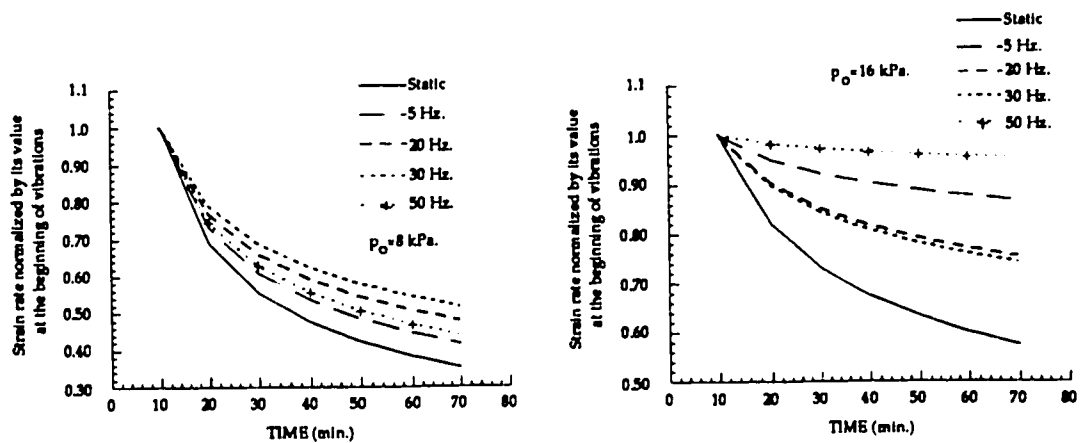 Static
-5 Hz.
20 Hz.
30 Hz.
50 Hz.
p_o=8 kPa.
1.1
1.0
0.90
0.80
0.70
0.60
0.50
0.40
0.30
0 10 20 30 40 50 60 70 80
TIME (min.)
Strain rate normalized by its value
at the beginning of vibrations
Static
-5 Hz.
-20 Hz.
30 Hz.
50 Hz.
p_o=16 kPa.
1.1
1.0
0.90
0.80
0.70
0.60
0.50
0 10 20 30 40 50 60 70 80
TIME (min.)
Strain rate normalized by its value
at the beginning of vibrations